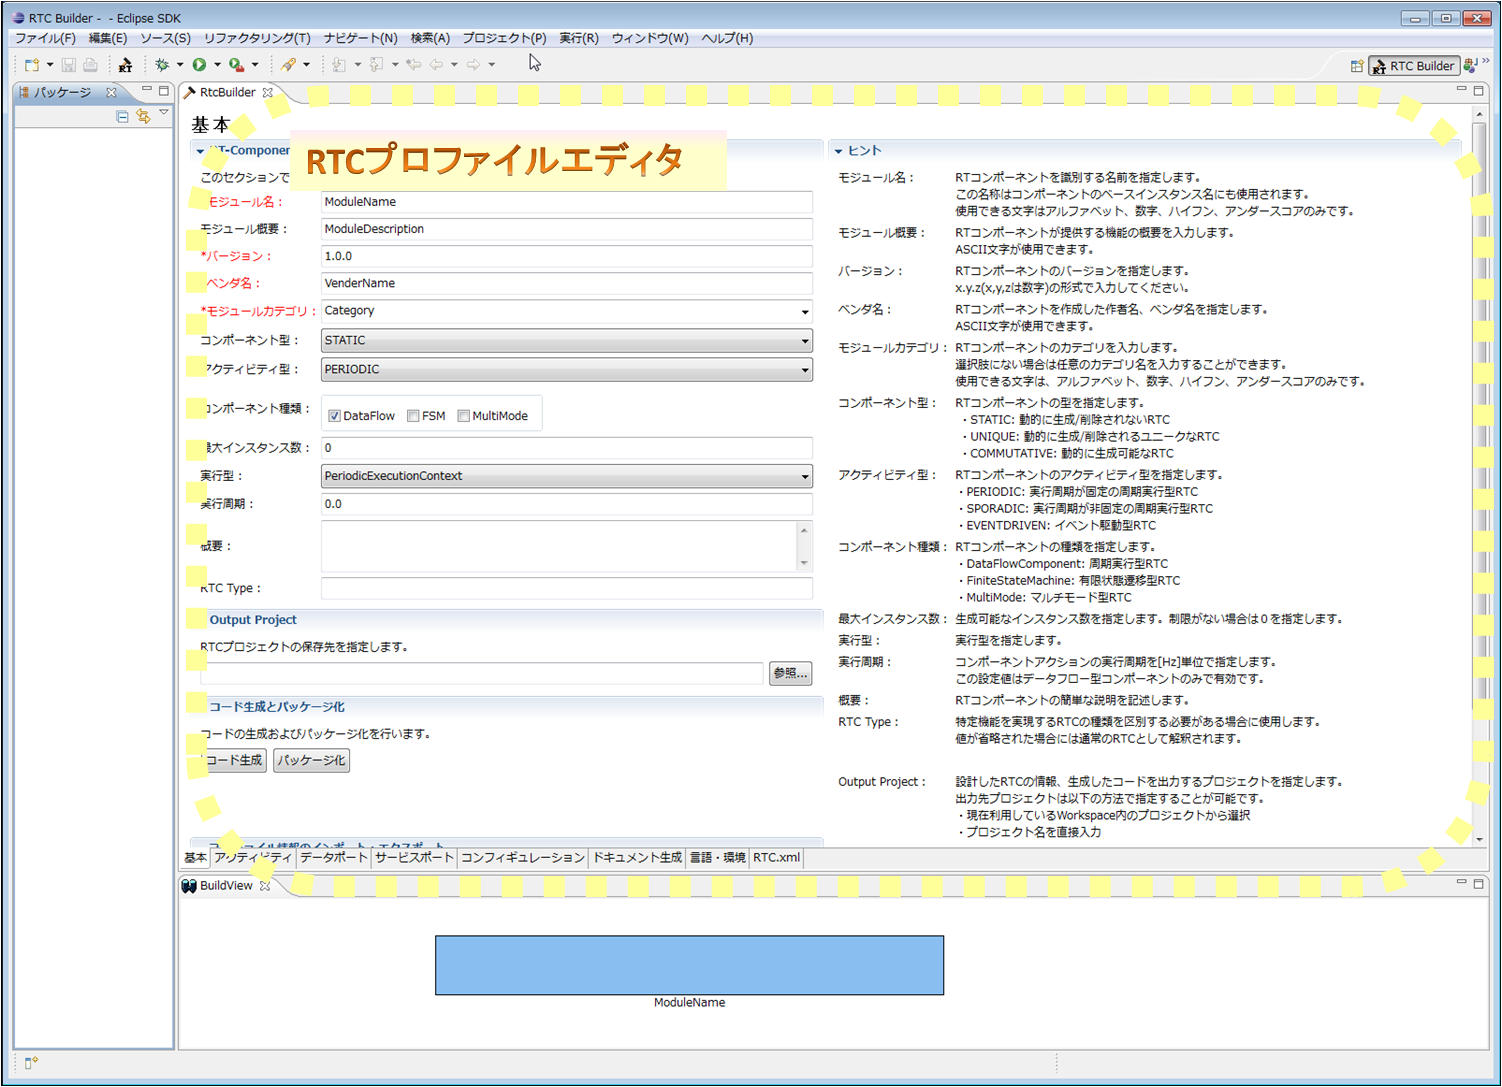 RTC Builder - - Eclipse SDK
ファイル(F) 編集(E) ソース(S) リファクタリング(T) ナビゲート(N) 検索(A) プロジェクト(P) 実行(R) ウィンドウ(W) ヘルプ(H)
RTC Builder
パッケージ
RtcBuilder
基本
RT-Componen
RTCプロファイルエディタ
このセクションで
モジュール名：
ModuleName
モジュール概要：
ModuleDescription
*バージョン：
1.0.0
ベンダ名：
VenderName
*モジュールカテゴリ：
Category
コンポーネント型：
STATIC
アクティビティ型：
PERIODIC
コンポーネント種類：
DataFlow FSM MultiMode
最大インスタンス数：
0
実行型：
PeriodicExecutionContext
実行周期：
0.0
概要：
RTC Type：
Output Project
RTCプロジェクトの保存先を指定します。
参照...
コード生成とパッケージ化
コードの生成およびパッケージ化を行います。
コード生成 パッケージ化
ヒント
モジュール名： RTコンポーネントを識別する名前を指定します。
この名称はコンポーネントのベースインスタンス名にも使用されます。
使用できる文字はアルファベット、数字、ハイフン、アンダースコアのみです。
モジュール概要： RTコンポーネントが提供する機能の概要を入力します。
ASCII文字が使用できます。
バージョン： RTコンポーネントのバージョンを指定します。
x.y.z(x,y,zは数字)の形式で入力してください。
ベンダ名： RTコンポーネントを作成した作者名、ベンダ名を指定します。
ASCII文字が使用できます。
モジュールカテゴリ： RTコンポーネントのカテゴリを入力します。
選択肢にない場合は任意のカテゴリ名を入力することができます。
使用できる文字は、アルファベット、数字、ハイフン、アンダースコアのみです。
コンポーネント型： RTコンポーネントの型を指定します。
・STATIC: 動的に生成/削除されないRTC
・UNIQUE: 動的に生成/削除されるユニークなRTC
・COMMUTATIVE: 動的に生成可能なRTC
アクティビティ型： RTコンポーネントのアクティビティ型を指定します。
・PERIODIC: 実行周期が固定の周期実行型RTC
・SPORADIC: 実行周期が非固定の周期実行型RTC
・EVENTDRIVEN: イベント駆動型RTC
コンポーネント種類： RTコンポーネントの種類を指定します。
・DataFlowComponent: 周期実行型RTC
・FiniteStateMachine: 有限状態遷移型RTC
・MultiMode: マルチモード型RTC
最大インスタンス数： 生成可能なインスタンス数を指定します。制限がない場合は０を指定します。
実行型： 実行型を指定します。
実行周期： コンポーネントアクションの実行周期を[Hz]単位で指定します。
この設定値はデータフロー型コンポーネントのみで有効です。
概要： RTコンポーネントの簡単な説明を記述します。
RTC Type： 特定機能を実現するRTCの種類を区別する必要がある場合に使用します。
値が省略された場合には通常のRTCとして解釈されます。
Output Project： 設計したRTCの情報、生成したコードを出力するプロジェクトを指定します。
出力先プロジェクトは以下の方法で指定することが可能です。
・現在利用しているWorkspace内のプロジェクトから選択
・プロジェクト名を直接入力
基本 アクティビティ データポート サービスポート コンフィギュレーション ドキュメント生成 言語・環境 RTC.xml
BuildView
ModuleName